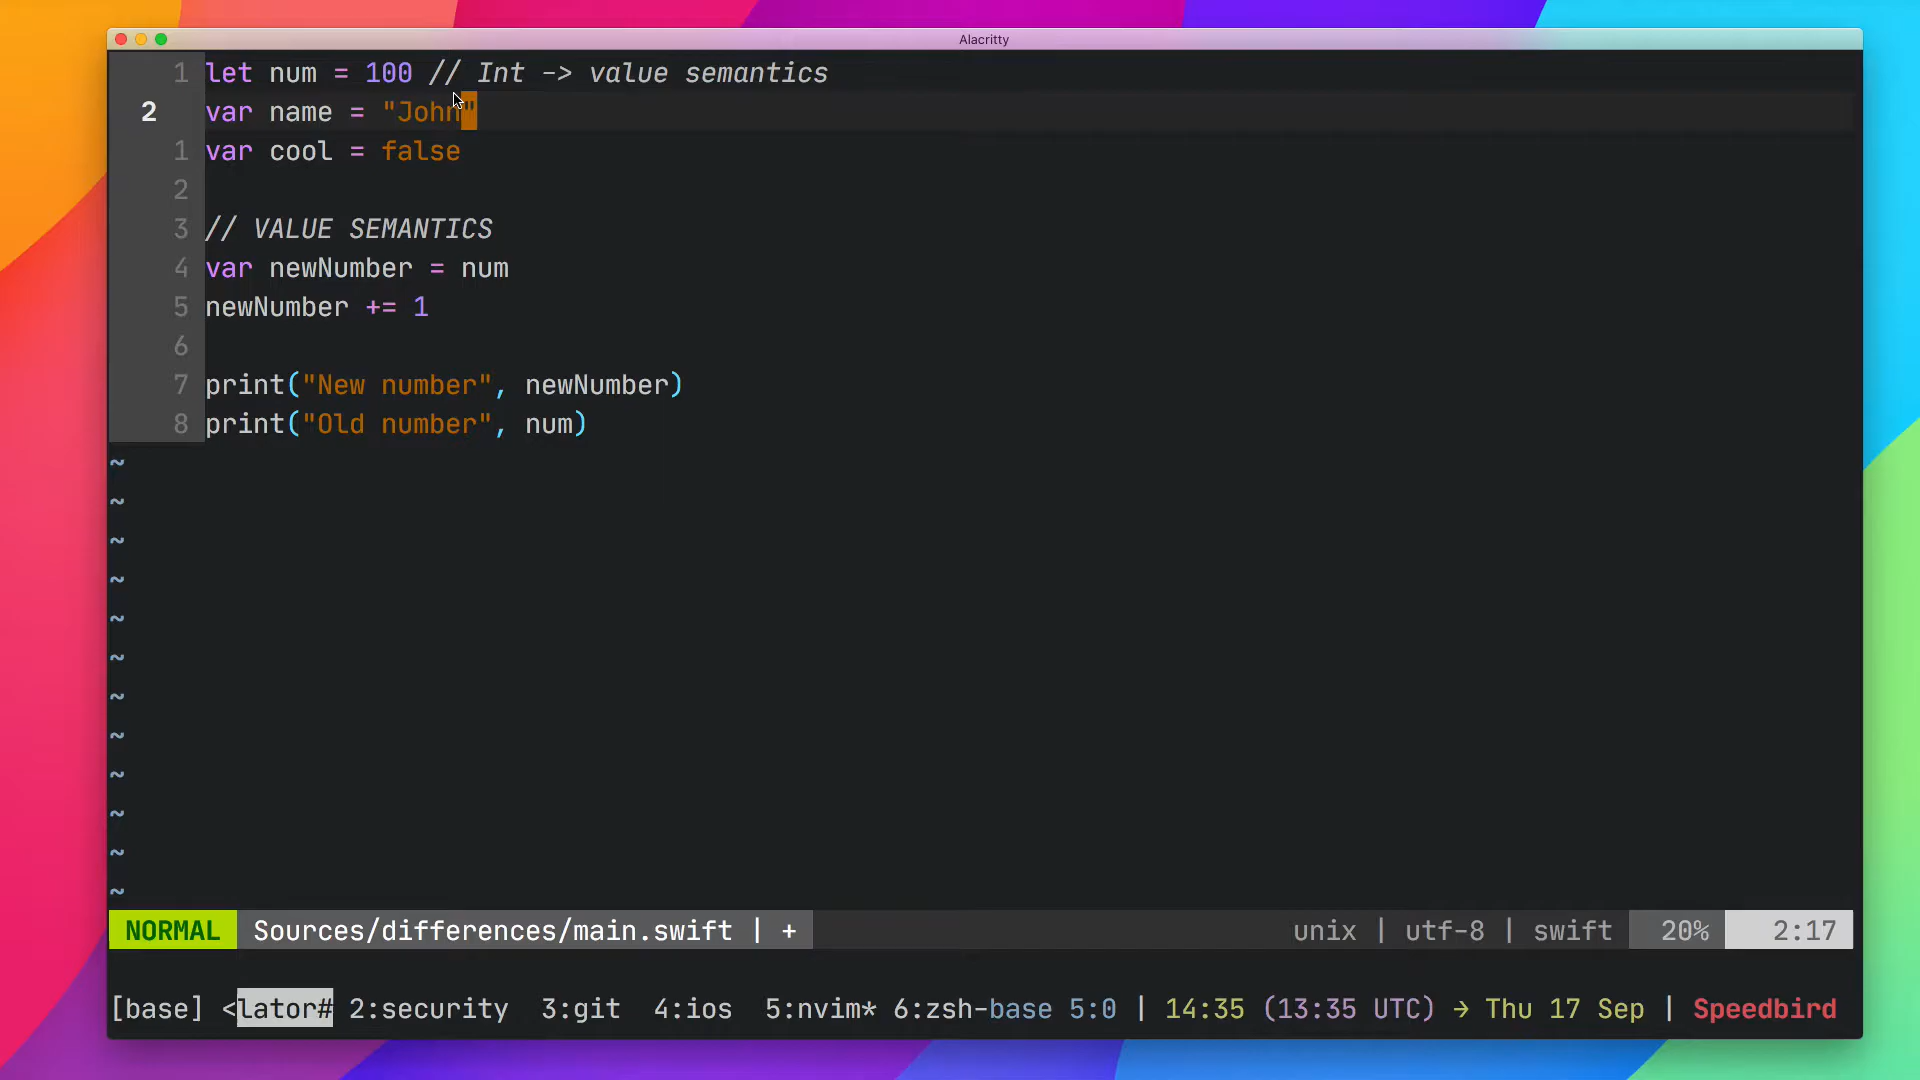 Alacritty
1 let num = 100 // Int -> value semantics
2 var name = "John"
1 var cool = false
2
3 // VALUE SEMANTICS
4 var newNumber = num
5 newNumber += 1
6
7 print("New number", newNumber)
8 print("Old number", num)
~
~
~
~
~
~
~
~
~
~
~
~
NORMAL Sources/differences/main.swift | + unix | utf-8 | swift 20% 2:17
[base] <lator# 2:security 3:git 4:ios 5:nvim* 6:zsh-base 5:0 | 14:35 (13:35 UTC) → Thu 17 Sep | Speedbird